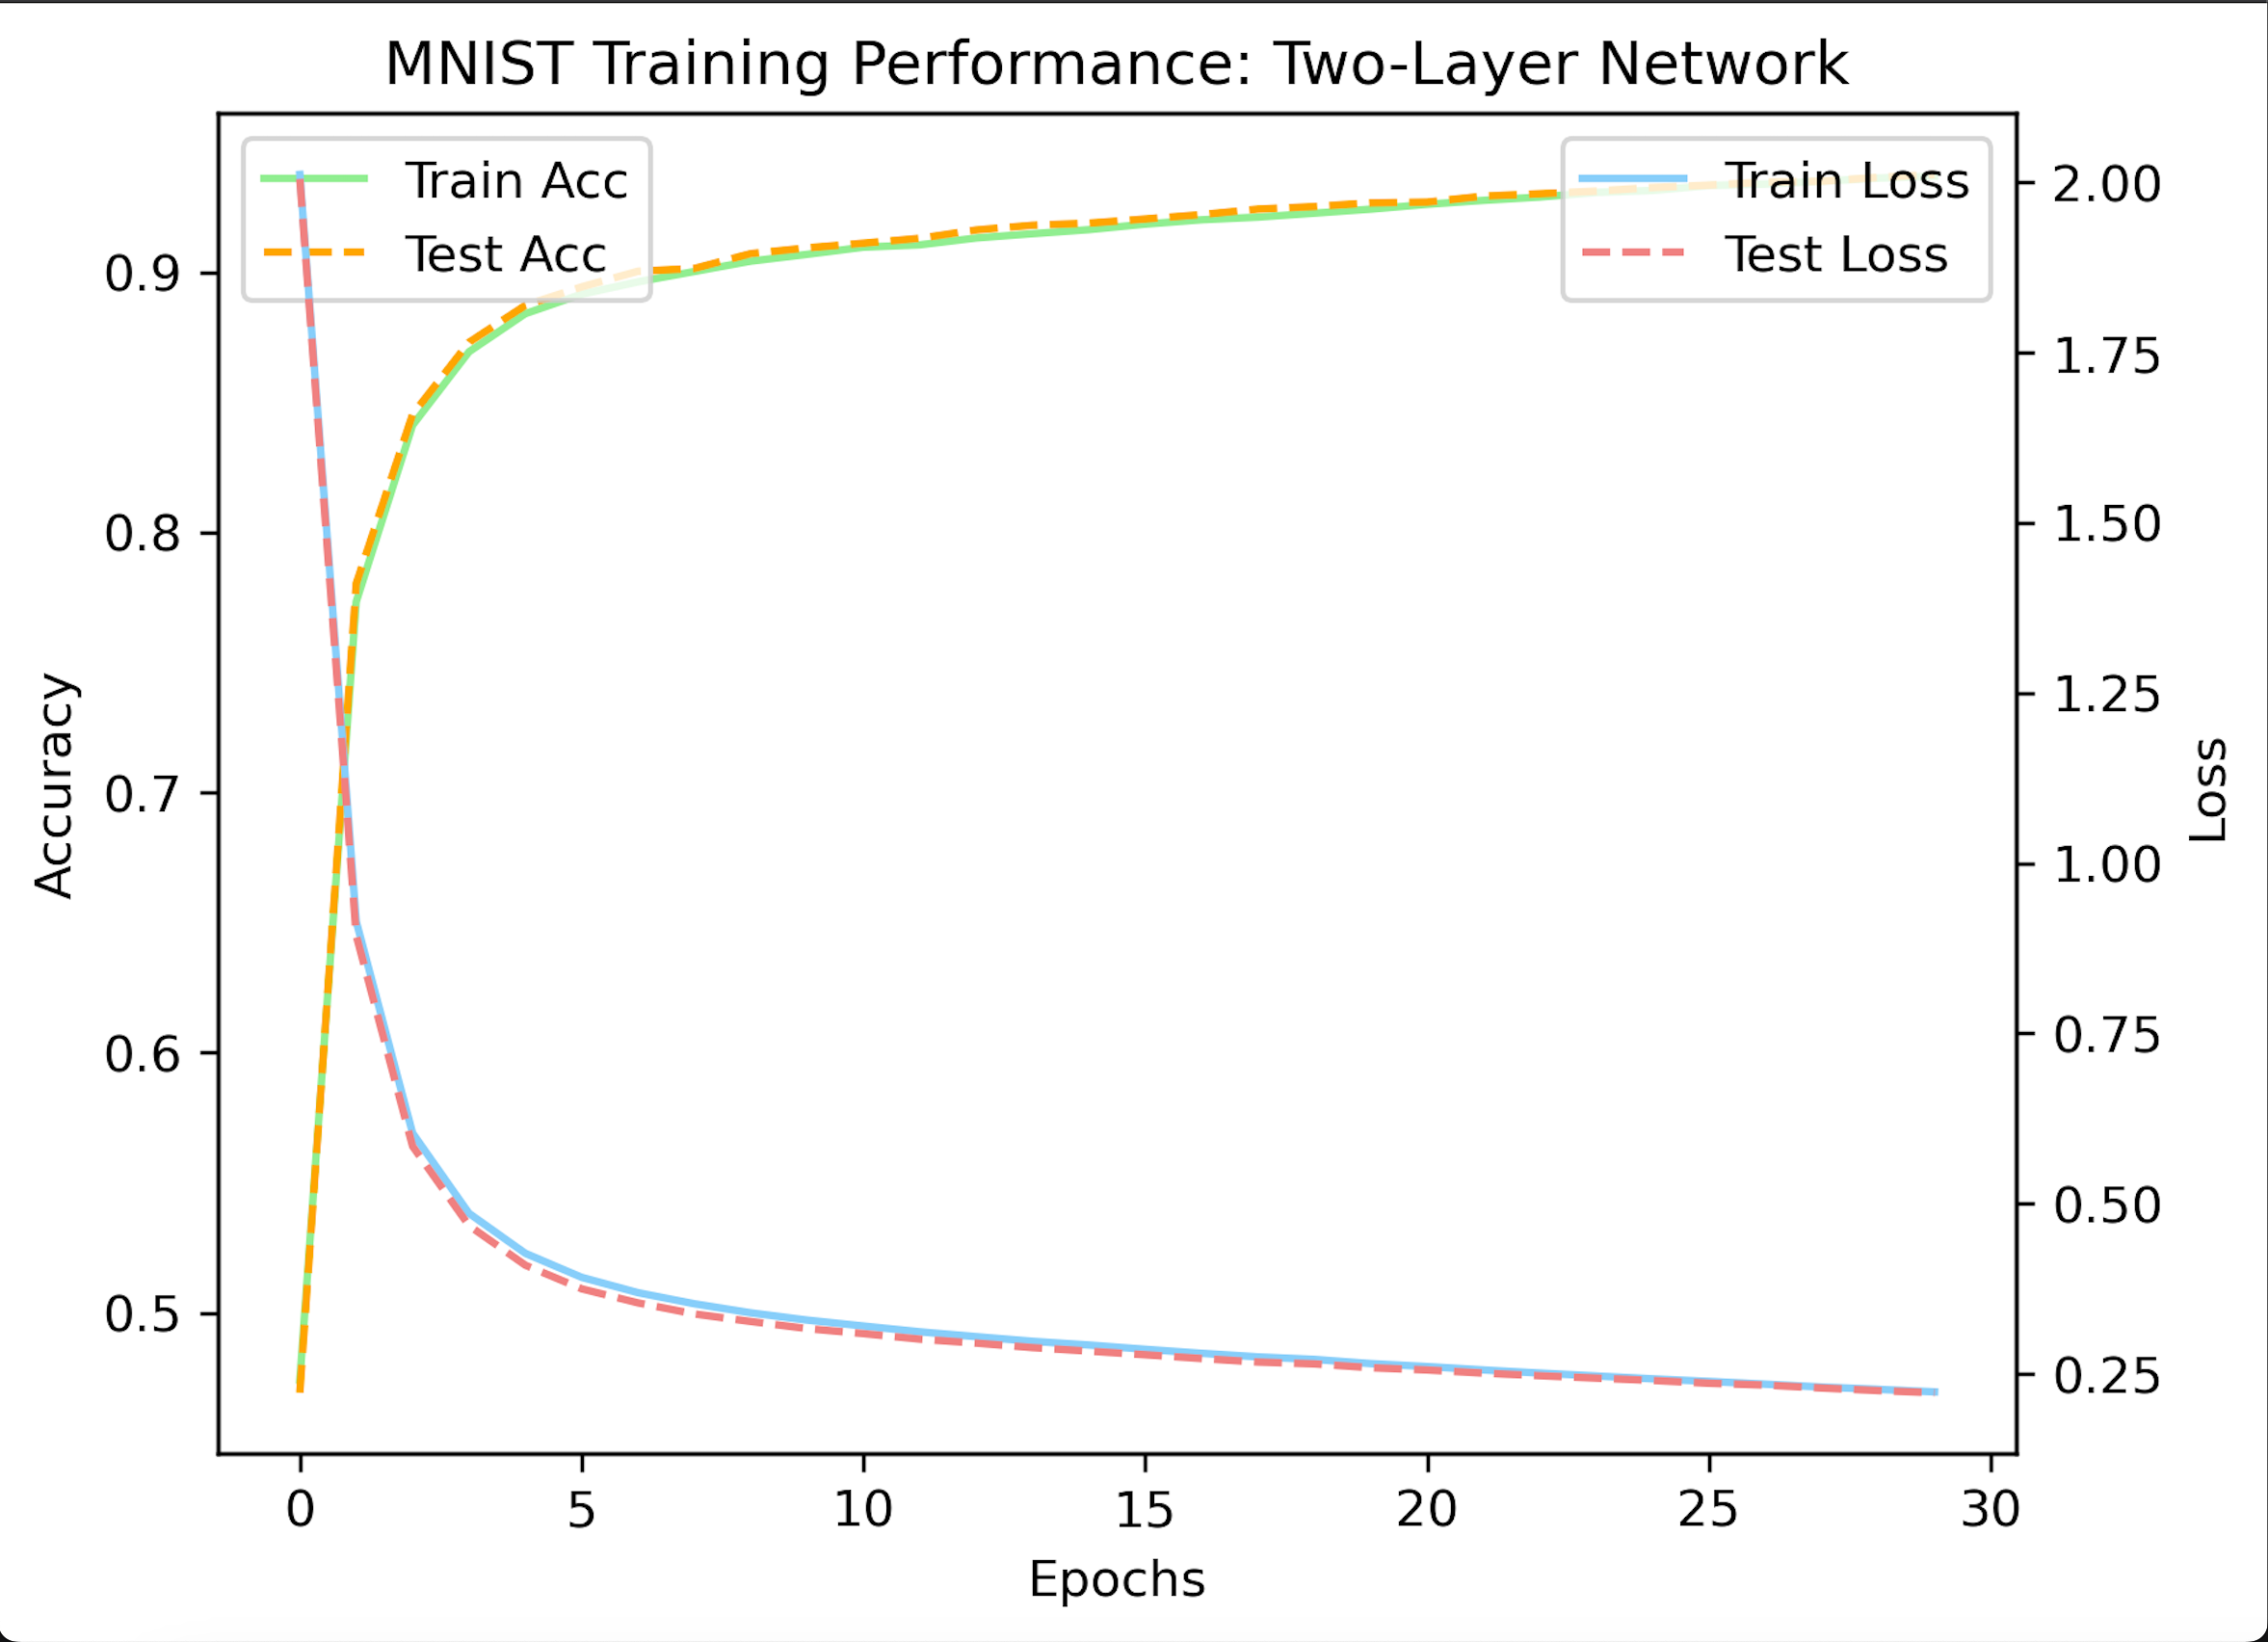 MNIST Training Performance: Two-Layer Network
Train Acc
Test Acc
Train Loss
Test Loss
0.9
0.8
0.7
0.6
0.5
Accuracy
2.00
1.75
1.50
1.25
1.00
0.75
0.50
0.25
Loss
0 5 10 15 20 25 30
Epochs